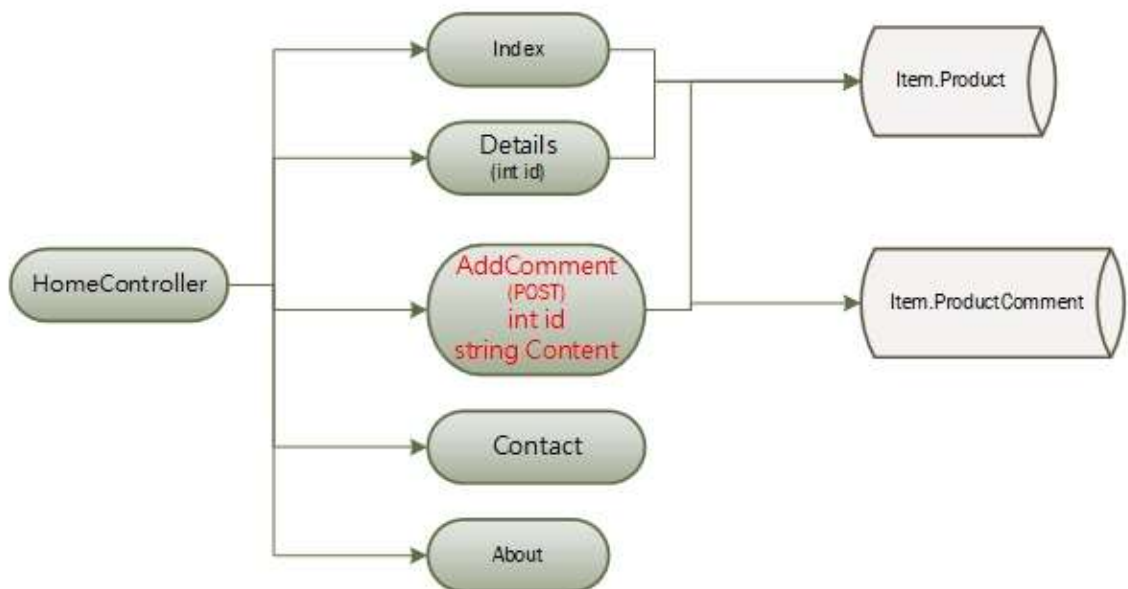 Index
Item.Product
Details
(int id)
HomeController
AddComment
(POST)
int id
string Content
Item.ProductComment
Contact
About